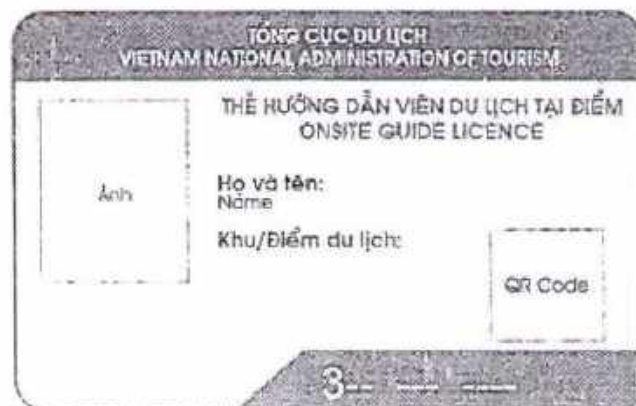 TỔNG CỤC DU LỊCH
VIETNAM NATIONAL ADMINISTRATION OF TOURISM
THẺ HƯỚNG DẪN VIÊN DU LỊCH TẠI ĐIỂM
ONSITE GUIDE LICENCE
Ảnh
Họ và tên:
Name
Khu/Điểm du lịch:
QR Code
3-- --- ----